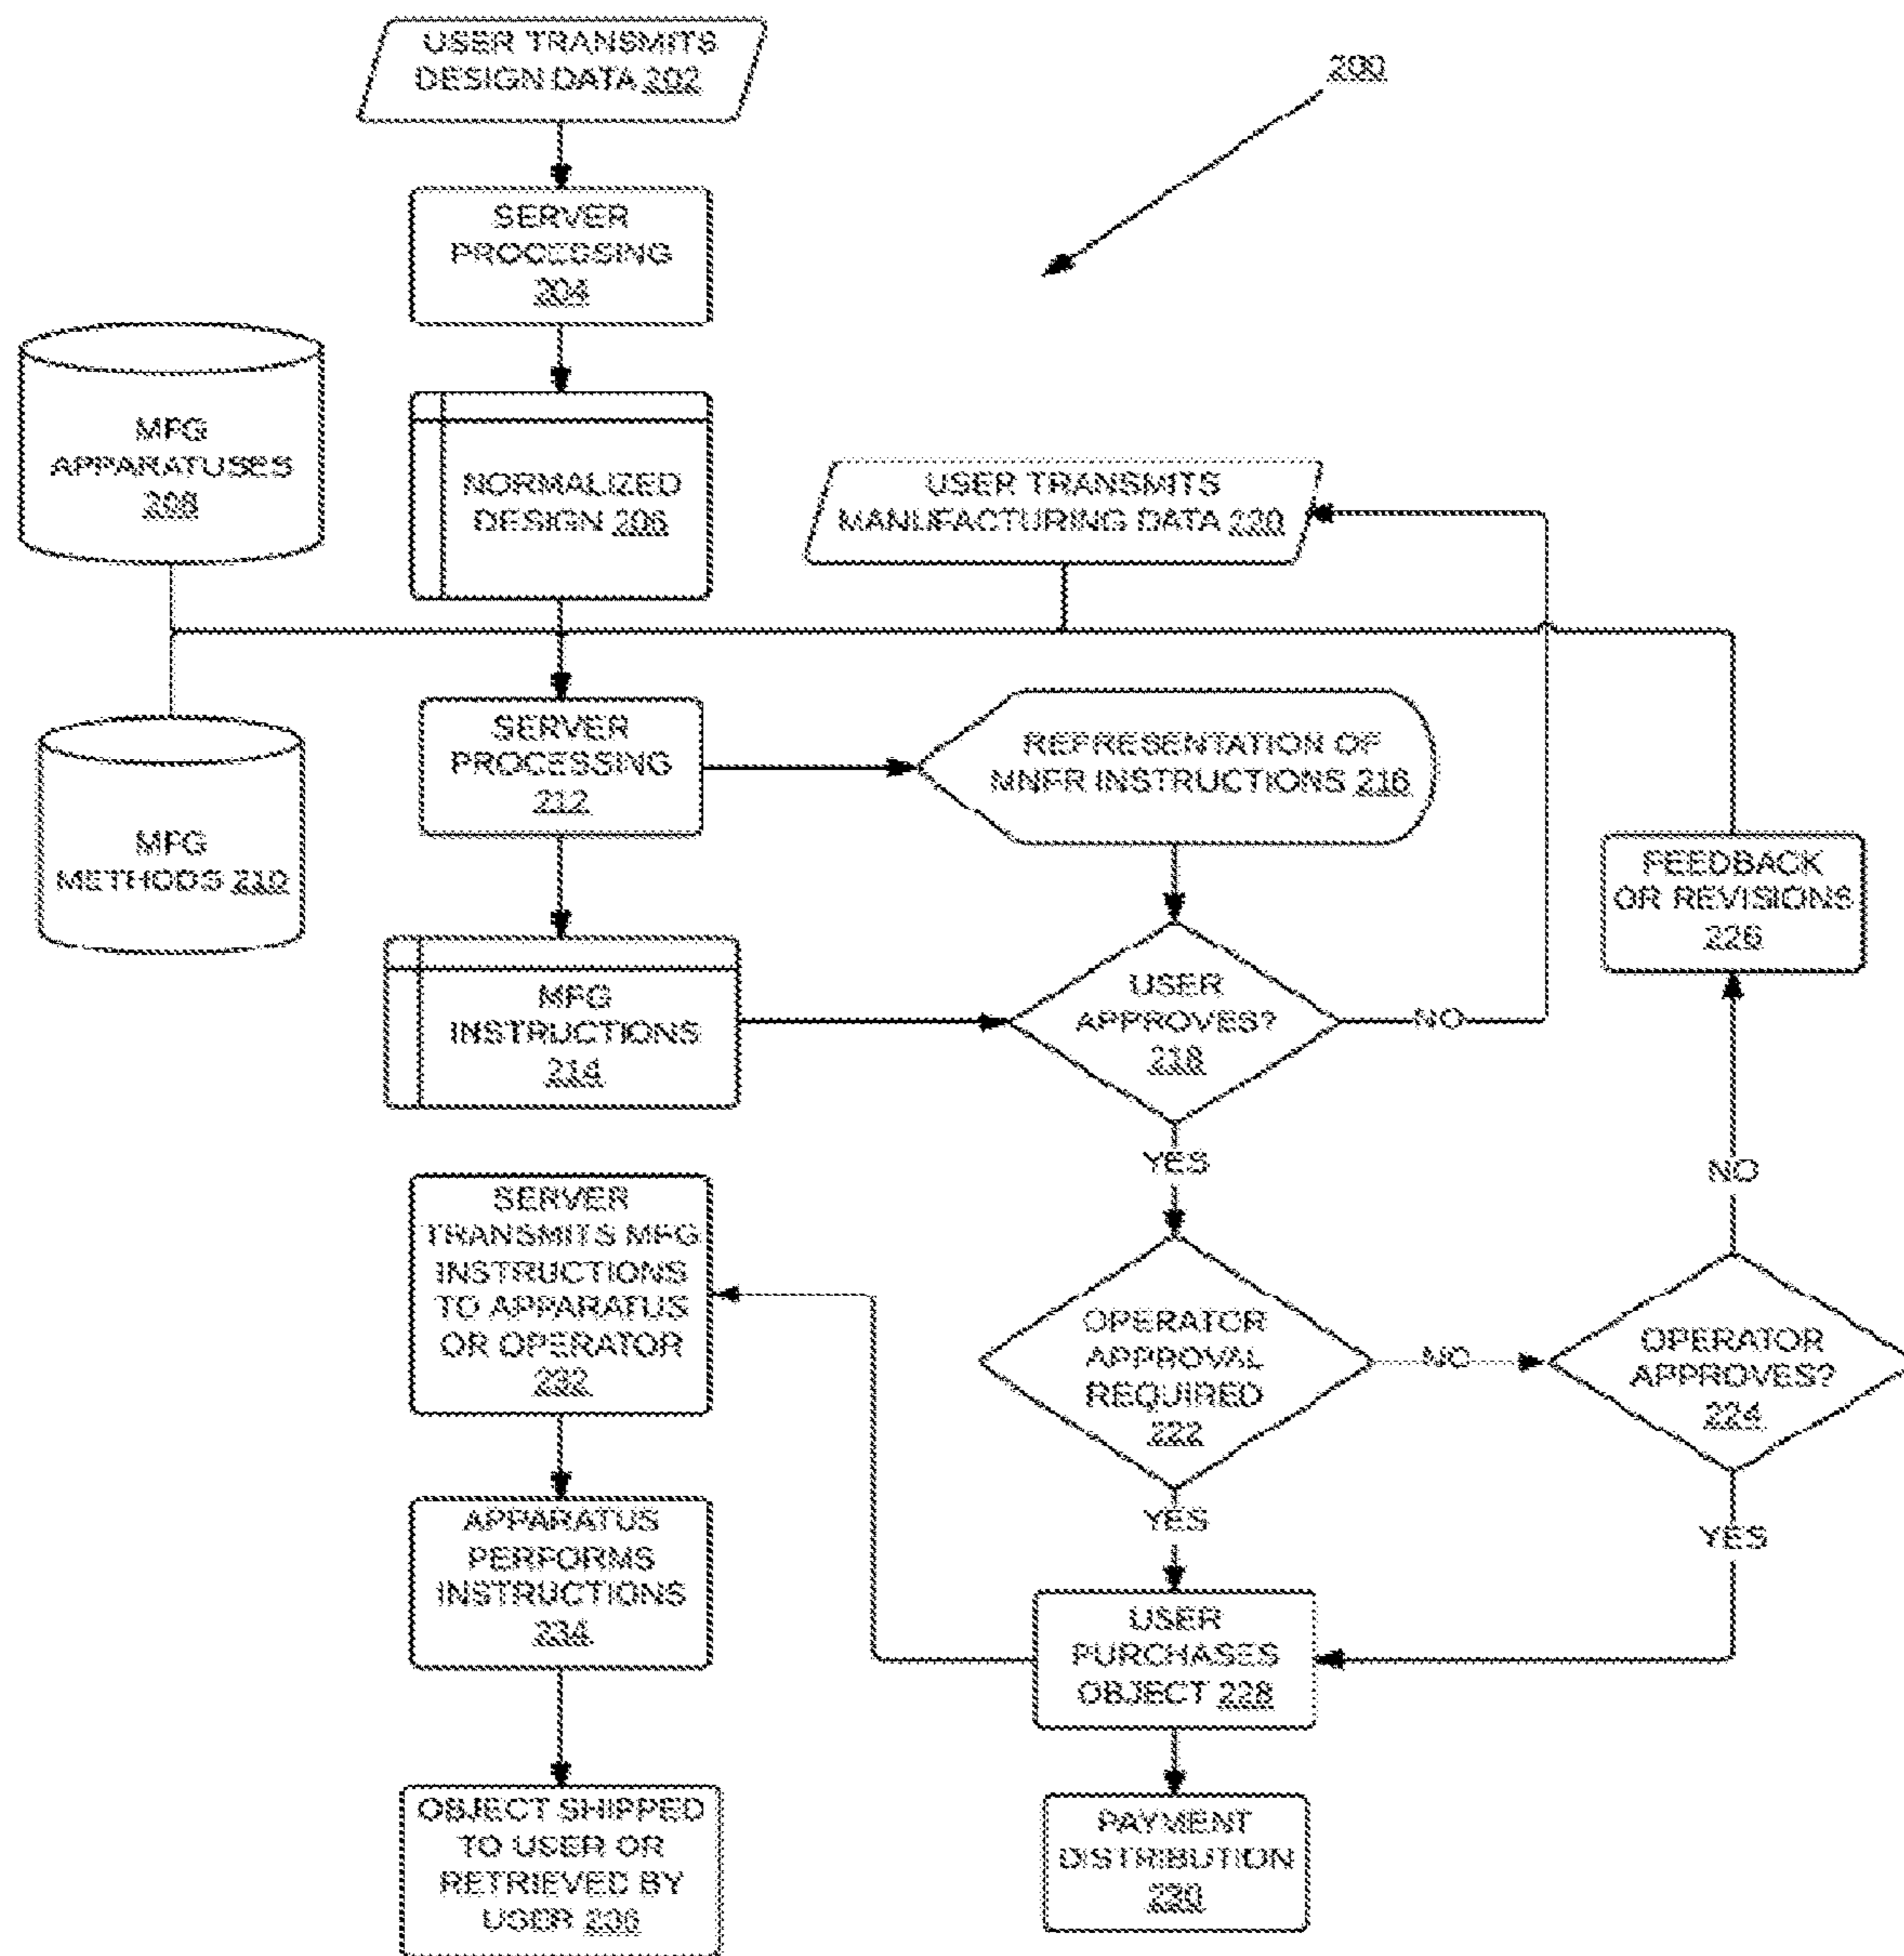 USER TRANSMITS
DESIGN DATA 202
200
SERVER
PROCESSING
204
MFG
APPARATUSES
208
NORMALIZED
DESIGN 206
USER TRANSMITS
MANUFACTURING DATA 220
SERVER
PROCESSING
212
REPRESENTATION OF
MNFR INSTRUCTIONS 216
MFG
METHODS 210
FEEDBACK
OR REVISIONS
226
MFG
INSTRUCTIONS
214
USER
APPROVES?
218
NO
YES
NO
SERVER
TRANSMITS MFG
INSTRUCTIONS
TO APPARATUS
OR OPERATOR
232
OPERATOR
APPROVAL
REQUIRED
222
NO
OPERATOR
APPROVES?
224
YES
YES
APPARATUS
PERFORMS
INSTRUCTIONS
234
USER
PURCHASES
OBJECT 228
OBJECT SHIPPED
TO USER OR
RETRIEVED BY
USER 236
PAYMENT
DISTRIBUTION
230